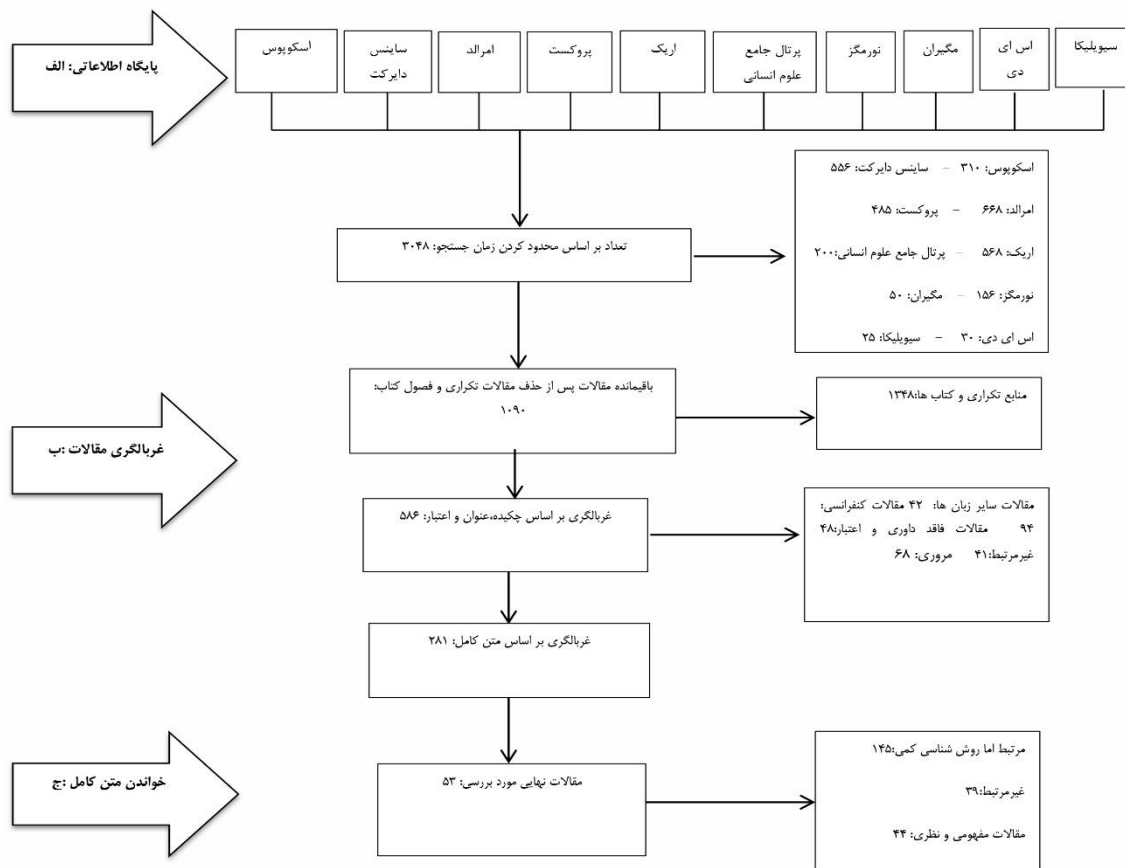 پایگاه اطلاعاتی: الف
اسکوپوس
ساینس
دایرکت
امرالد
پروکست
اریک
پرتال جامع
علوم انسانی
نورمگز
مگیران
اس ای
دی
سیویلیکا
اسکوپوس: ۳۱۰ – ساینس دایرکت: ۵۵۶
امرالد: ۶۶۸ – پروکست: ۴۸۵
اریک: ۵۶۸ – پرتال جامع علوم انسانی:۲۰۰
نورمگز: ۱۵۶ – مگیران: ۵۰
اس ای دی: ۳۰ – سیویلیکا: ۲۵
تعداد بر اساس محدود کردن زمان جستجو: ۳۰۴۸
غربالگری مقالات :ب
باقیمانده مقالات پس از حذف مقالات تکراری و فصول کتاب:
۱۰۹۰
منابع تکراری و کتاب ها:۱۳۴۸
غربالگری بر اساس چکیده،عنوان و اعتبار: ۵۸۶
مقالات سایر زبان ها: ۴۲ مقالات کنفرانسی:
۹۴ مقالات فاقد داوری و اعتبار:۴۸
غیرمرتبط:۴۱ مروری: ۶۸
غربالگری بر اساس متن کامل: ۲۸۱
خواندن متن کامل :ج
مقالات نهایی مورد بررسی: ۵۳
مرتبط اما روش شناسی کمی:۱۴۵
غیرمرتبط:۳۹
مقالات مفهومی و نظری: ۴۴